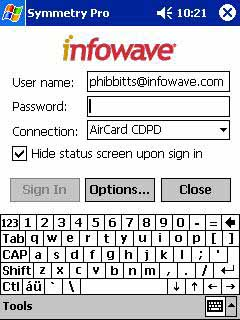 Symmetry Pro 10:21
infowave
User name: phibbitts@infowave.com
Password:
Connection: AirCard CDPD
Hide status screen upon sign in
Sign In Options... Close
123 1 2 3 4 5 6 7 8 9 0 - =
Tab q w e r t y u i o p [ ]
CAP a s d f g h j k l ; '
Shift z x c v b n m , . /
Ctl áü ` \
Tools